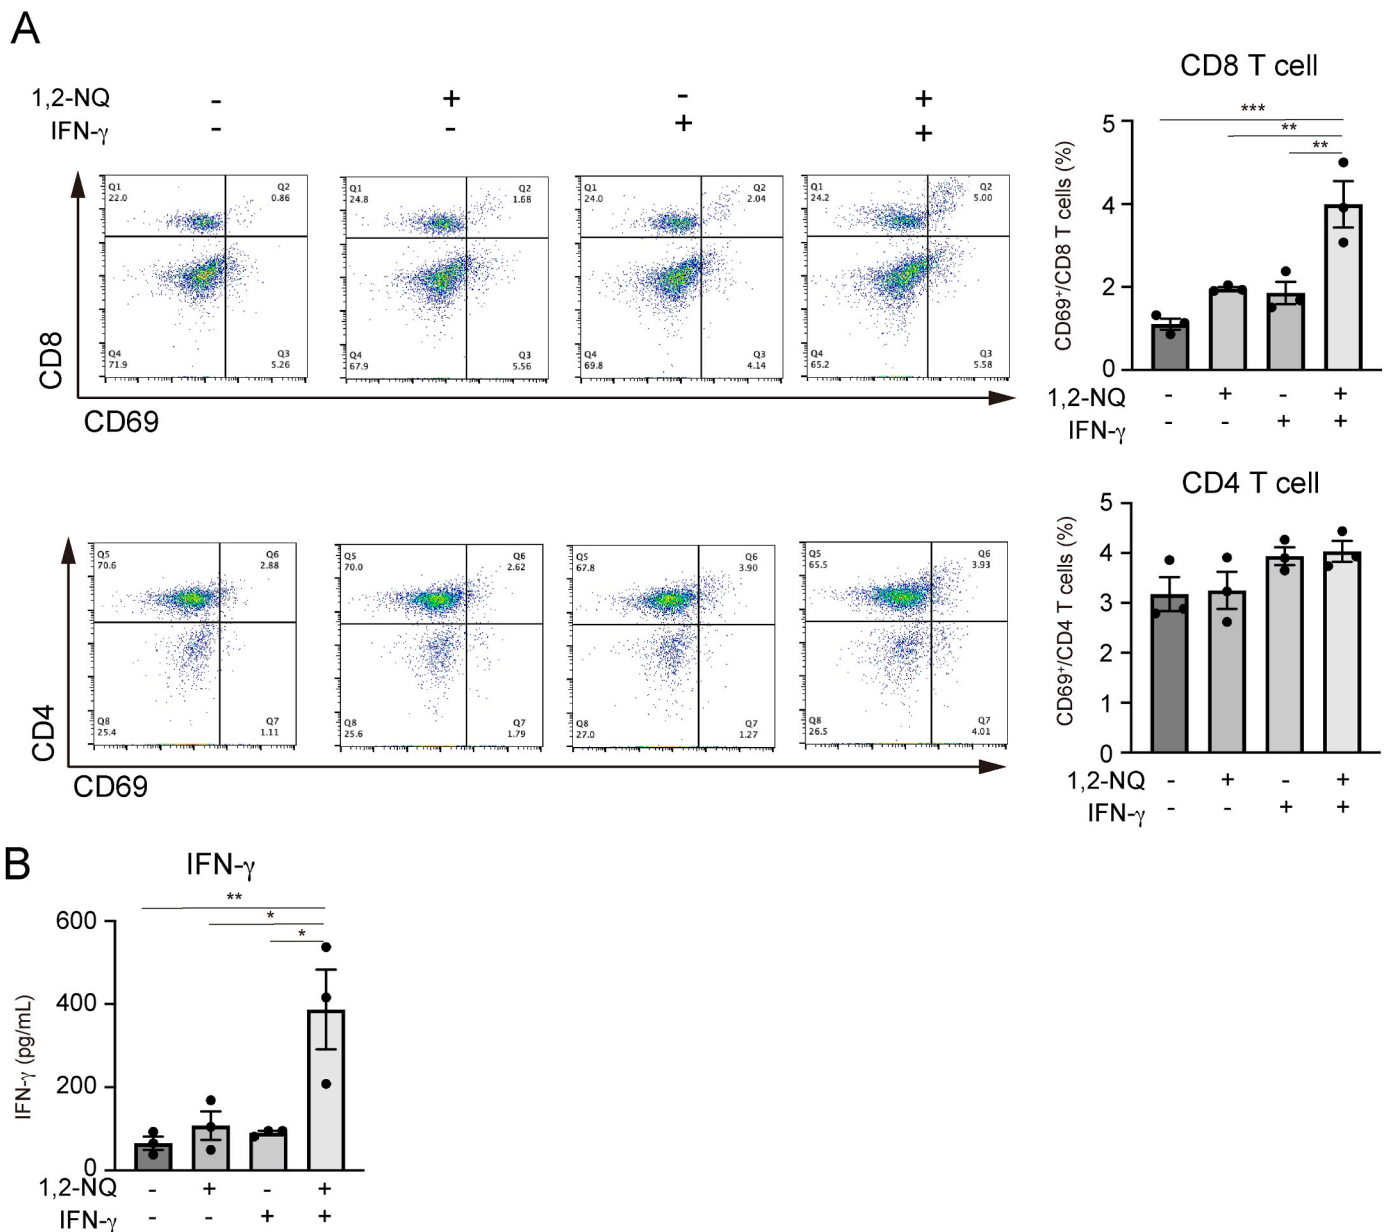 A
1,2-NQ - + - +
IFN-γ - - + +
Q1 22.0 Q2 0.86
Q4 71.9 Q3 5.26
Q1 24.8 Q2 1.68
Q4 67.9 Q3 5.56
Q1 24.0 Q2 2.04
Q4 69.8 Q3 4.14
Q1 24.2 Q2 5.00
Q4 65.2 Q3 5.58
CD8
CD69
CD8 T cell
***
**
**
CD69⁺/CD8 T cells (%)
5
4
2
0
1,2-NQ - + - +
IFN-γ - - + +
Q5 70.6 Q6 2.88
Q8 25.4 Q7 1.11
Q5 70.0 Q6 2.62
Q8 25.6 Q7 1.79
Q5 67.8 Q6 3.90
Q8 27.0 Q7 1.27
Q5 65.5 Q6 3.93
Q8 26.5 Q7 4.01
CD4
CD69
CD4 T cell
CD69⁺/CD4 T cells (%)
5
4
3
2
1
0
1,2-NQ - + - +
IFN-γ - - + +
B
IFN-γ
**
*
*
IFN-γ (pg/mL)
600
400
200
0
1,2-NQ - + - +
IFN-γ - - + +